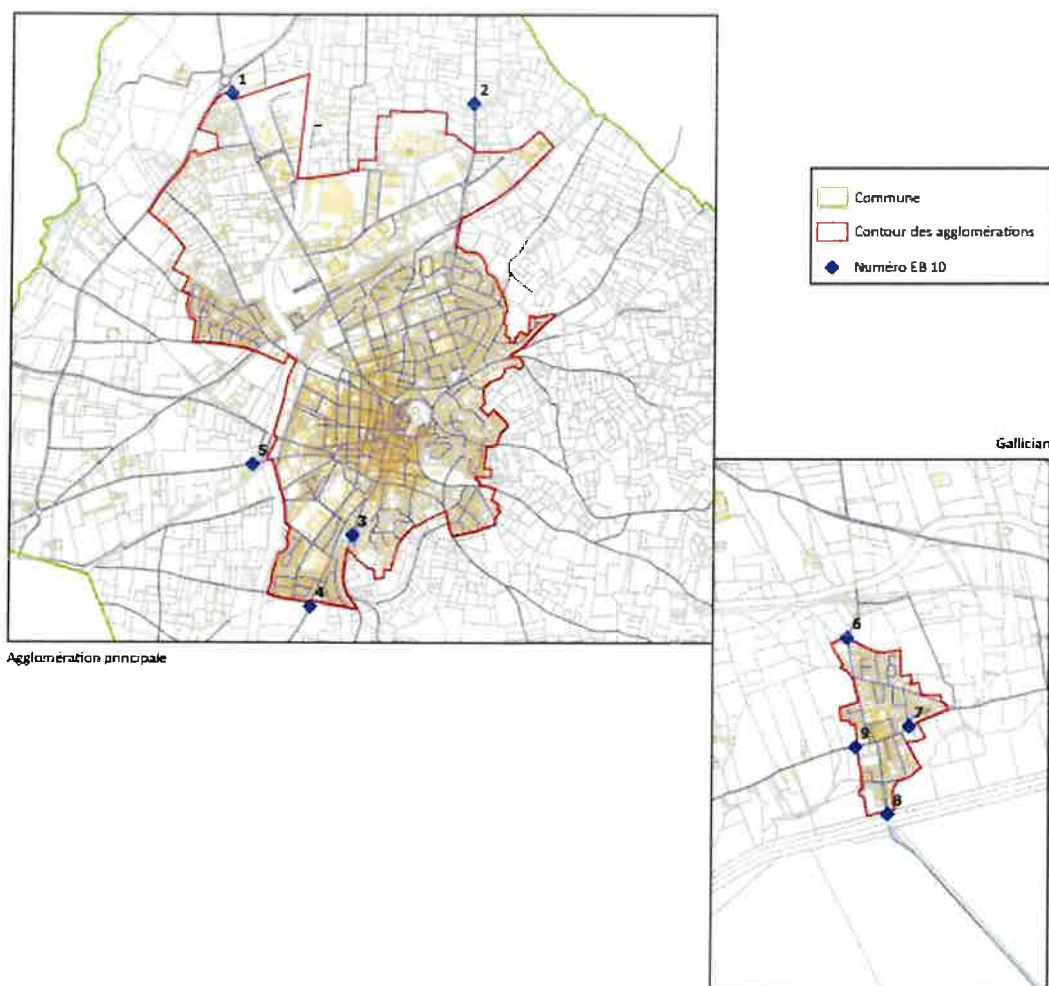 1
2
Commune
Contour des agglomérations
Numéro EB 10
5
3
4
Agglomération principale
Gallician
6
7
9
8